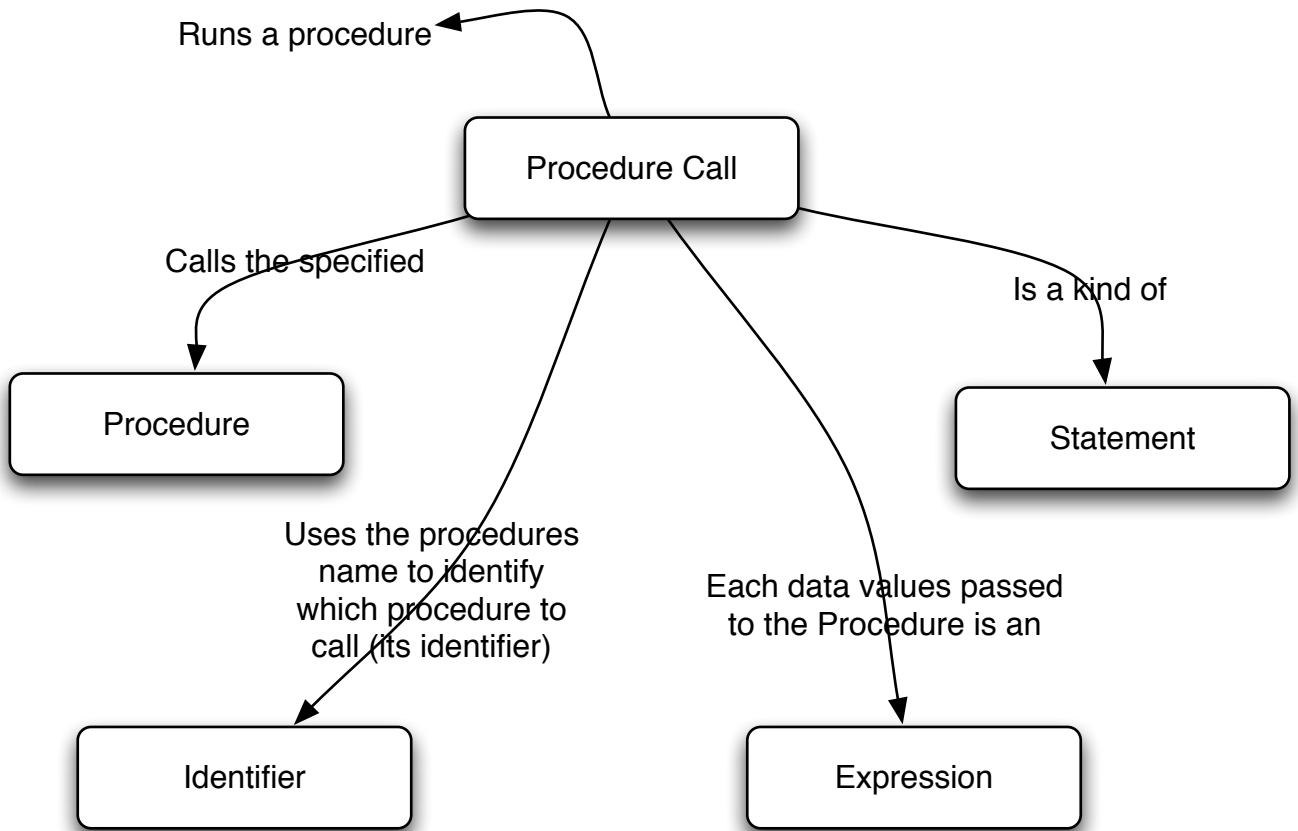 Runs a procedure
Procedure Call
Calls the specified
Is a kind of
Procedure
Statement
Uses the procedures
name to identify
which procedure to
call (its identifier)
Each data values passed
to the Procedure is an
Identifier
Expression